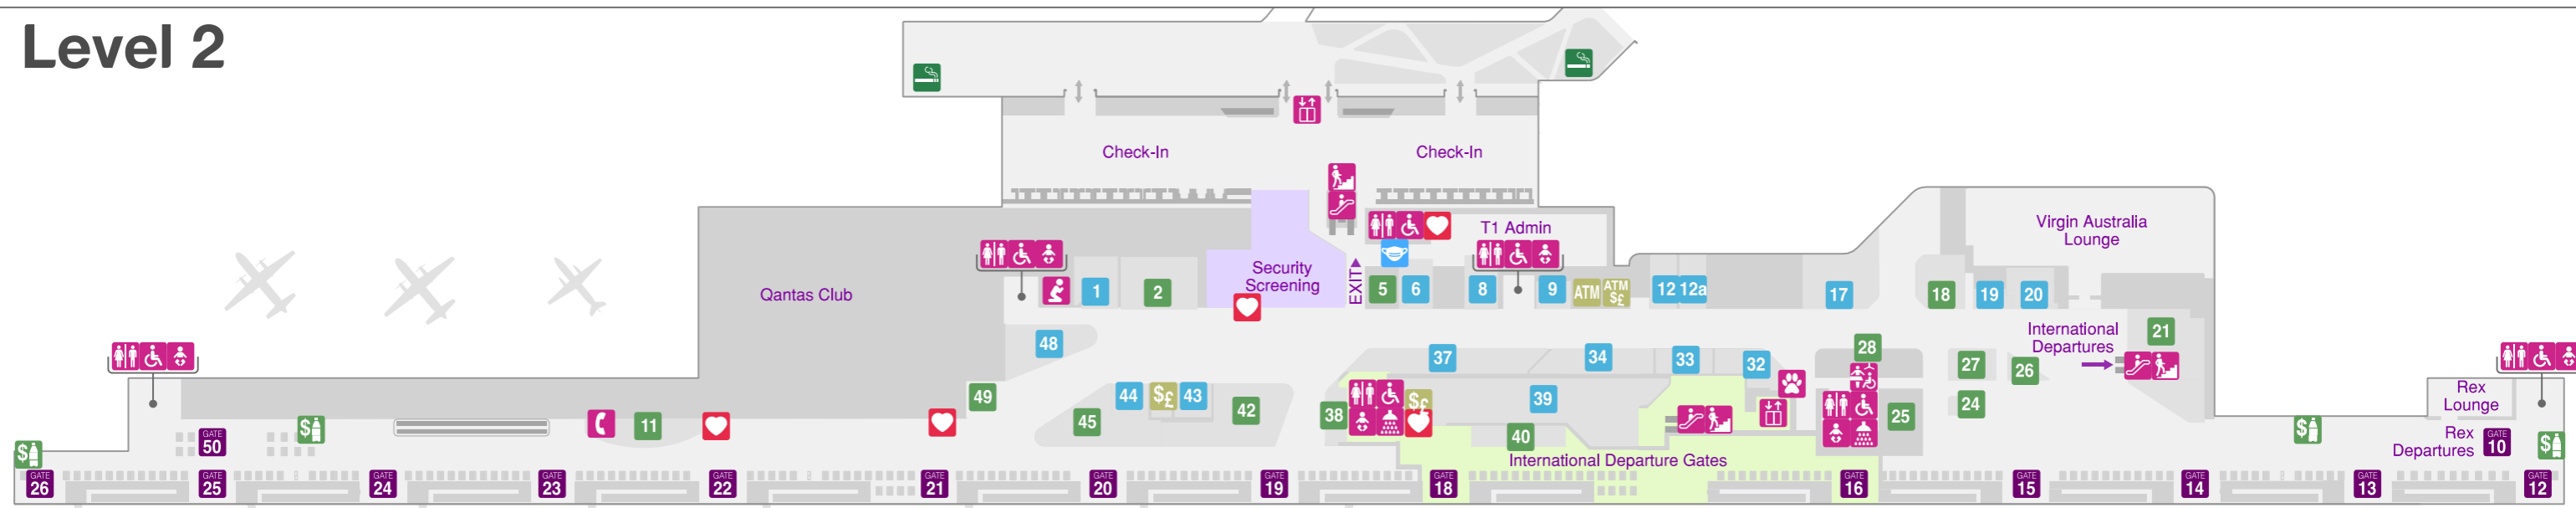 Level 2
Check-In
Check-In
T1 Admin
Virgin Australia
Lounge
Security
Screening
EXIT
Qantas Club
ATM
ATM
$£
1
2
5
6
8
9
12
12a
17
18
19
20
21
International
Departures
48
37
34
33
32
28
27
26
24
25
49
44
$£
43
45
42
38
$£
39
40
International Departure Gates
11
$
$
$
$
Rex
Lounge
Rex
Departures
GATE
10
GATE
50
GATE
26
GATE
25
GATE
24
GATE
23
GATE
22
GATE
21
GATE
20
GATE
19
GATE
18
GATE
16
GATE
15
GATE
14
GATE
13
GATE
12